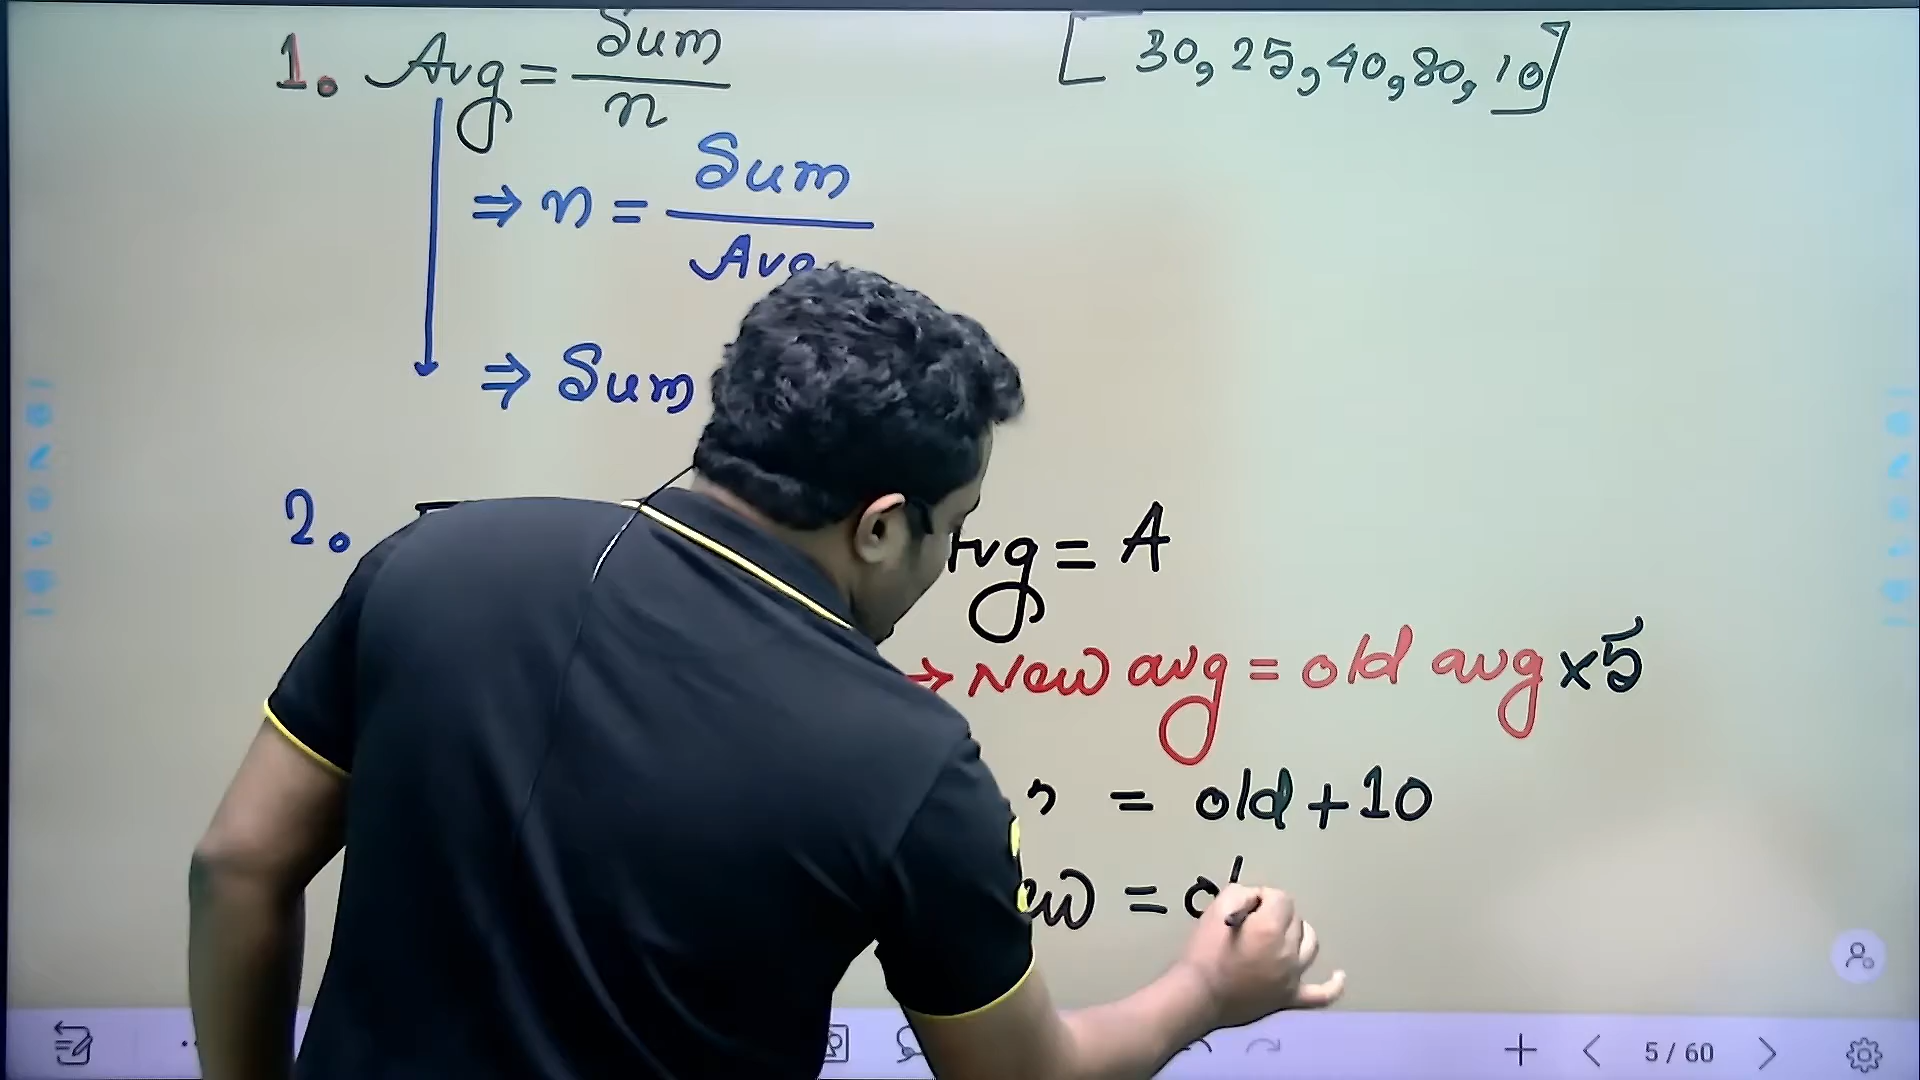 1. Avg = Sum / n
[30, 25, 40, 80, 10]
⇒ n = Sum / Avg
⇒ Sum
2. Avg = A
→ New avg = old avg × 5
= old + 10
= 
5 / 60